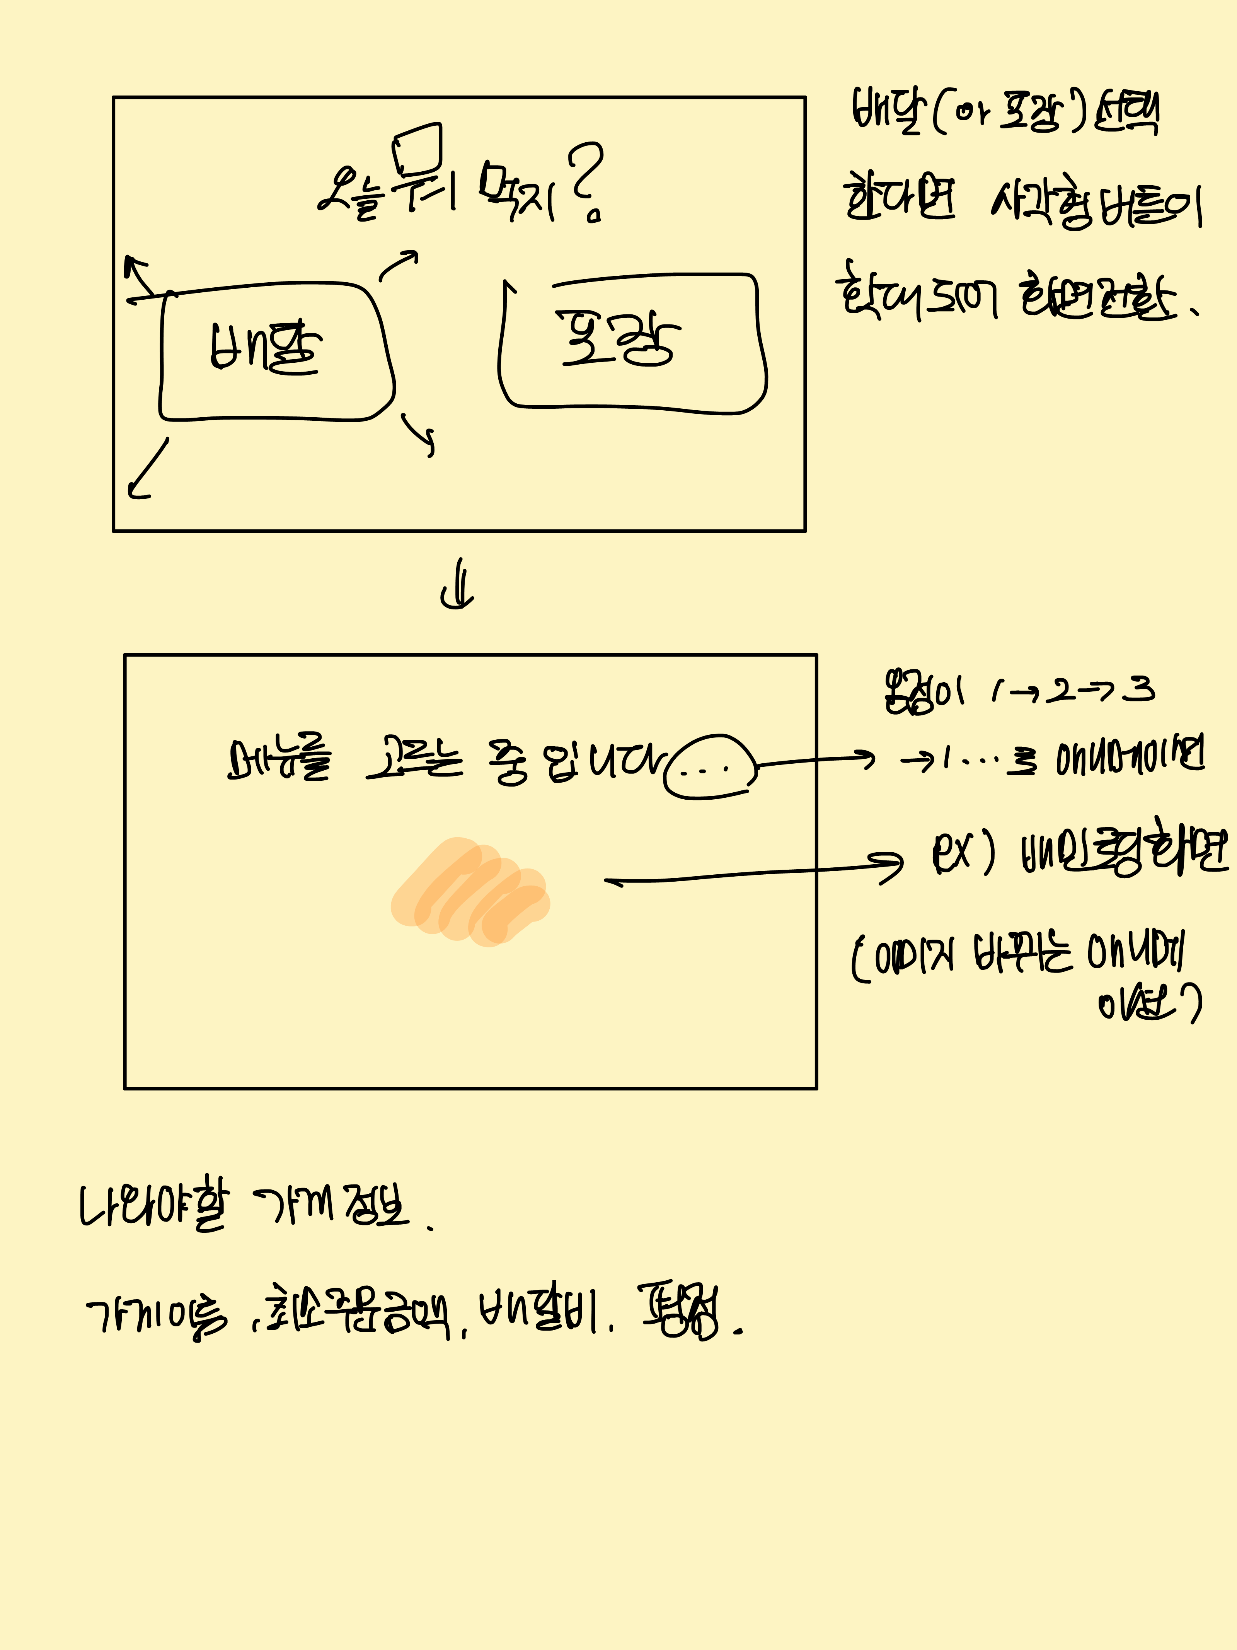 오늘 뭐 먹지?
배달
포장
배달(or 포장)선택
한다면 사각형버튼이
확대되어 화면전환.
메뉴를 고르는 중입니다...
1→2→3
→1...로 애니메이션
ex) 배민로딩화면
(이미지 바뀌는 애니메
이션)
나와야할 가게정보.
가게이름, 최소주문금액, 배달비. 평점.